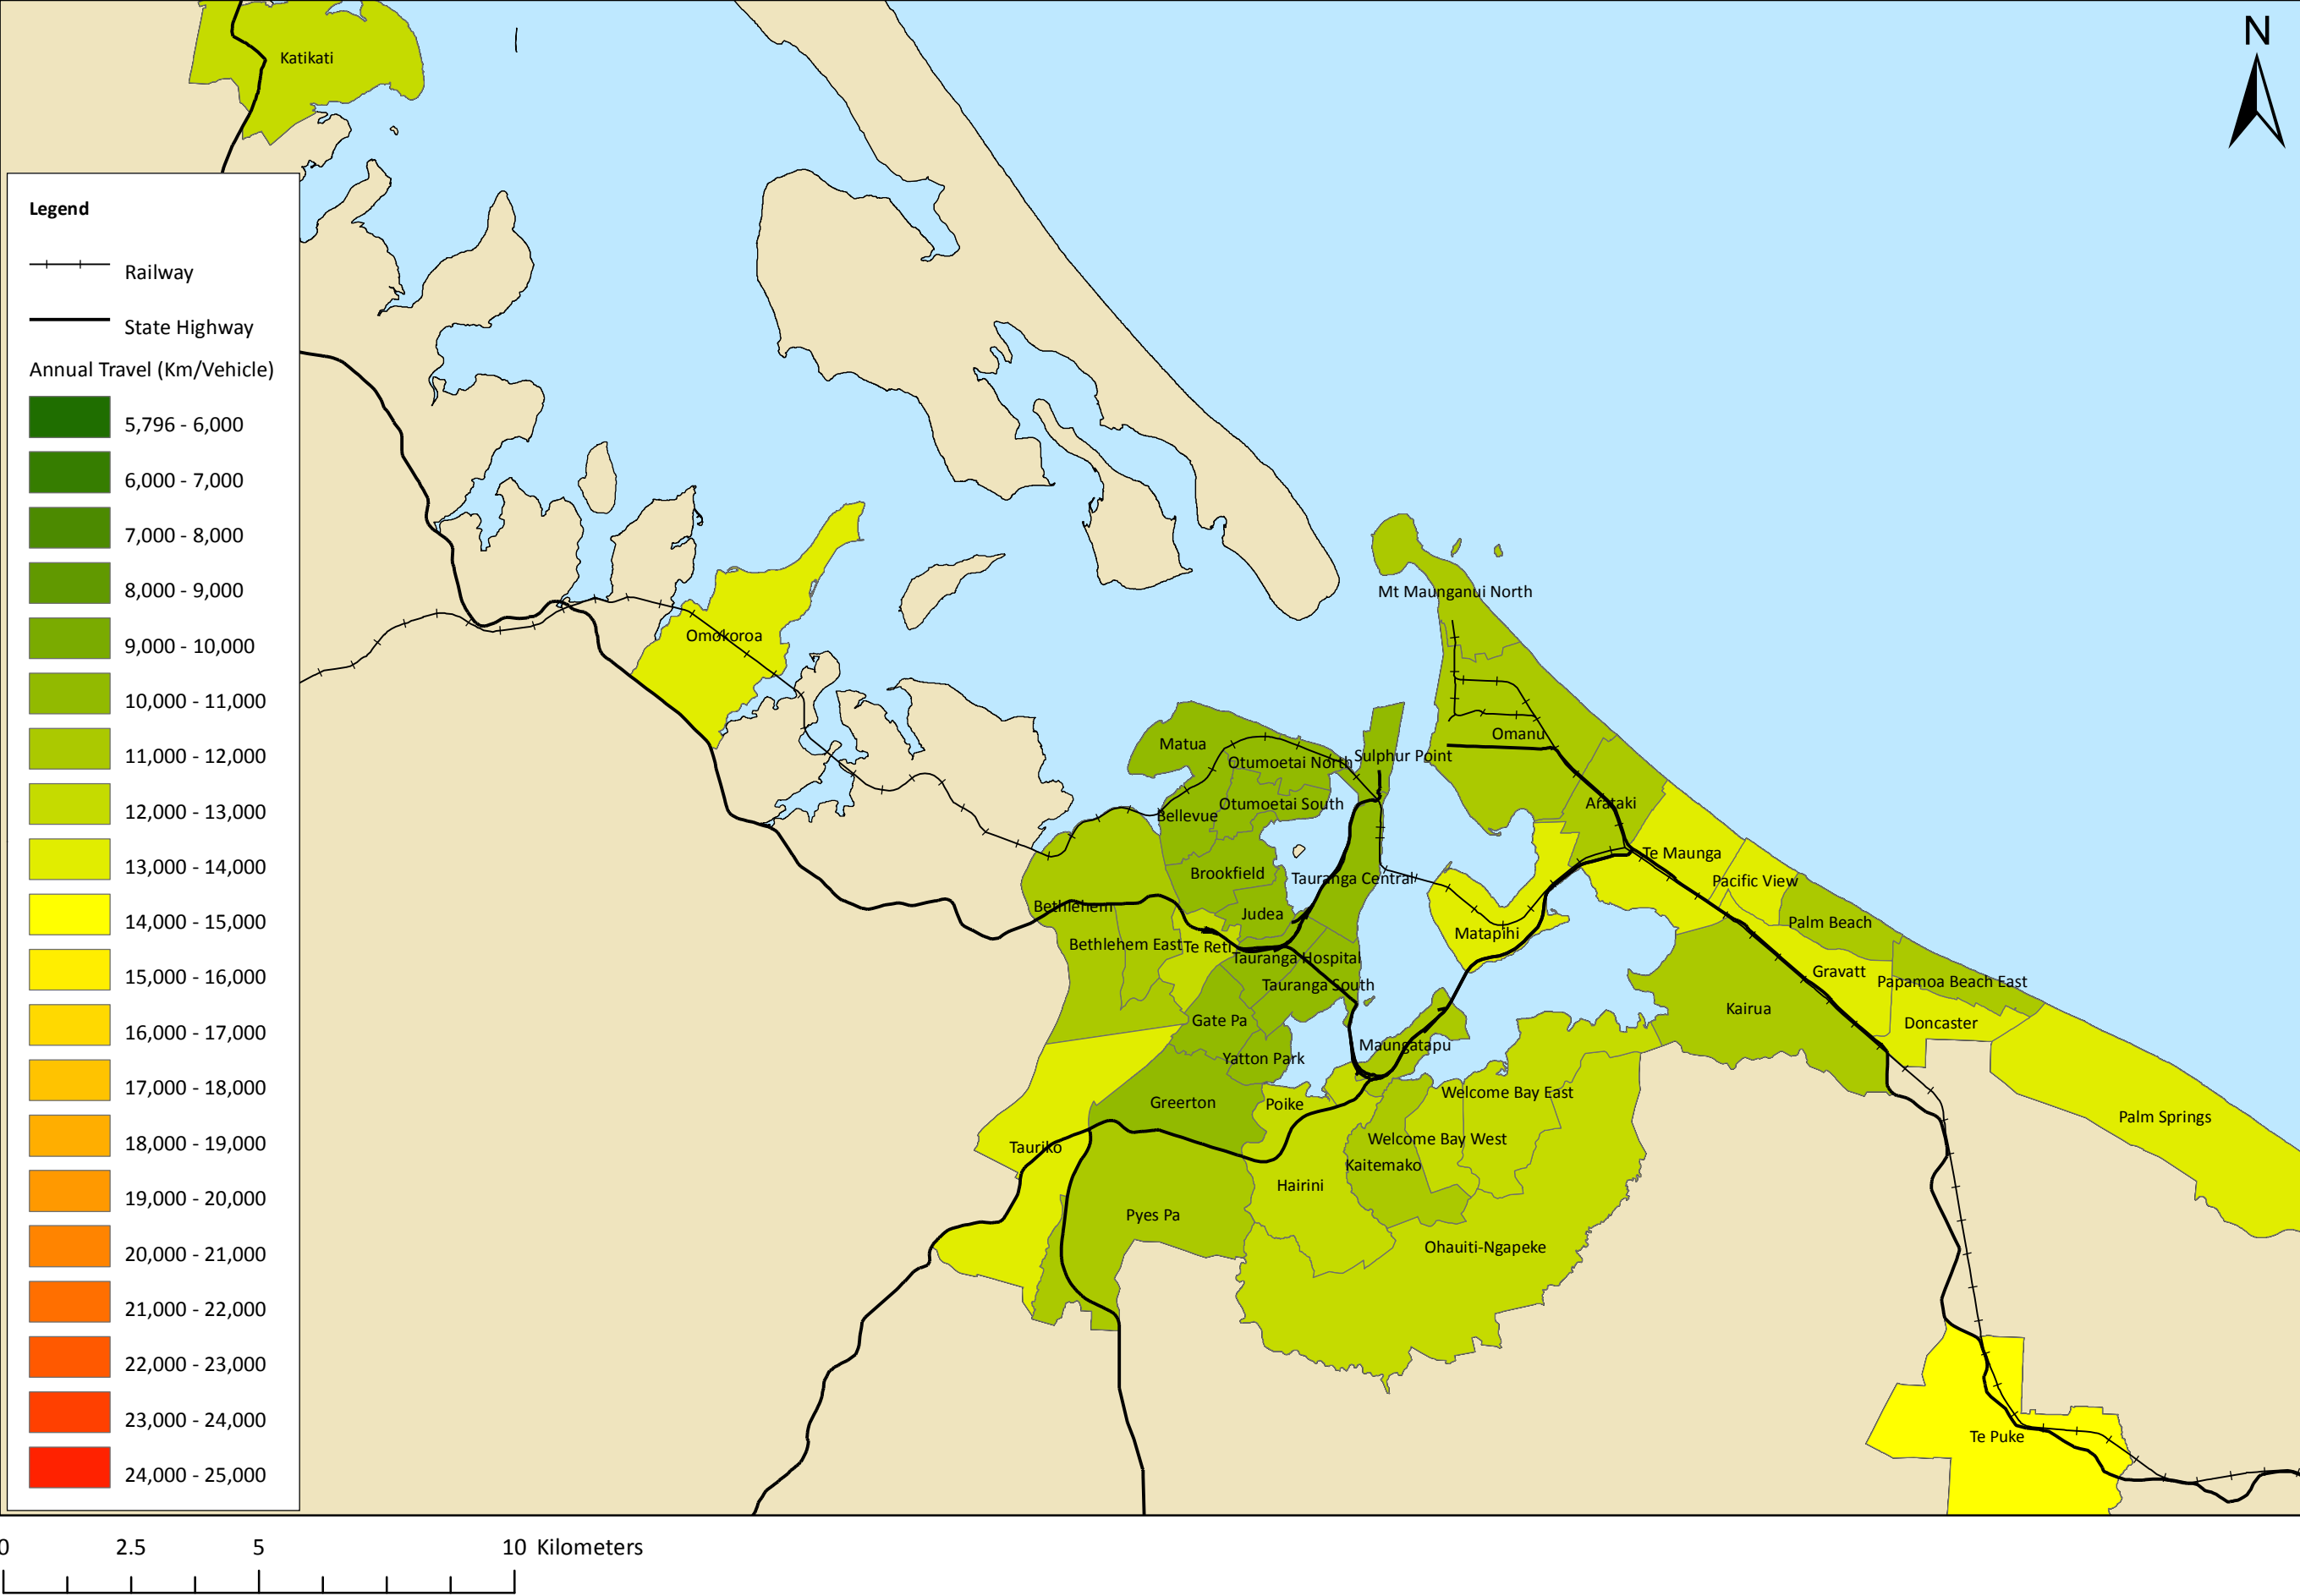 N
Katikati
Legend
Railway
State Highway
Annual Travel (Km/Vehicle)
5,796 - 6,000
6,000 - 7,000
7,000 - 8,000
8,000 - 9,000
9,000 - 10,000
10,000 - 11,000
11,000 - 12,000
12,000 - 13,000
13,000 - 14,000
14,000 - 15,000
15,000 - 16,000
16,000 - 17,000
17,000 - 18,000
18,000 - 19,000
19,000 - 20,000
20,000 - 21,000
21,000 - 22,000
22,000 - 23,000
23,000 - 24,000
24,000 - 25,000
Mt Maunganui North
Omokoroa
Omanu
Matua
Sulphur Point
Otumoetai North
Otumoetai South
Arataki
Bellevue
Te Maunga
Brookfield
Tauranga Central
Pacific View
Bethlehem
Judea
Palm Beach
Matapihi
Bethlehem East
Te Reti
Tauranga Hospital
Gravatt
Papamoa Beach East
Tauranga South
Kairua
Gate Pa
Doncaster
Maungatapu
Yatton Park
Welcome Bay East
Greerton
Poike
Palm Springs
Welcome Bay West
Tauriko
Kaitemako
Hairini
Pyes Pa
Ohauiti-Ngapeke
Te Puke
0 2.5 5 10 Kilometers